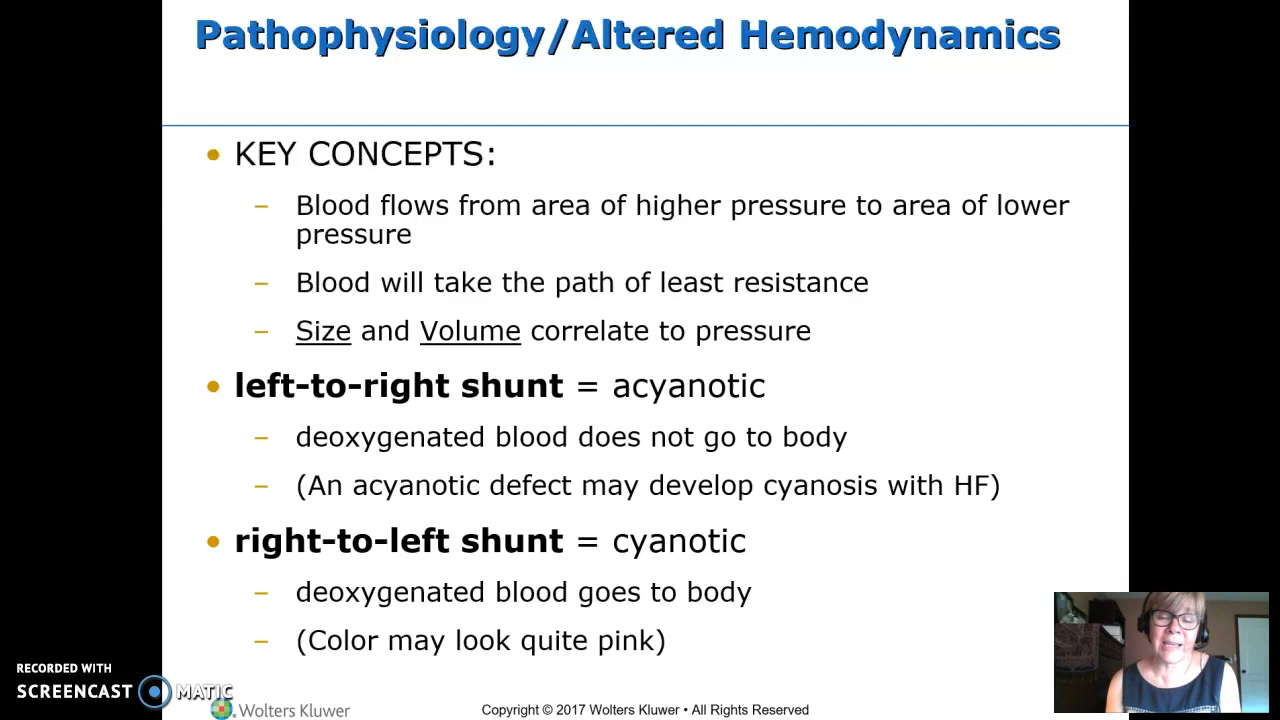 Pathophysiology/Altered Hemodynamics
• KEY CONCEPTS:
– Blood flows from area of higher pressure to area of lower
pressure
– Blood will take the path of least resistance
– Size and Volume correlate to pressure
• left-to-right shunt = acyanotic
– deoxygenated blood does not go to body
– (An acyanotic defect may develop cyanosis with HF)
• right-to-left shunt = cyanotic
– deoxygenated blood goes to body
– (Color may look quite pink)
RECORDED WITH
SCREENCAST MATIC
Wolters Kluwer
Copyright © 2017 Wolters Kluwer • All Rights Reserved